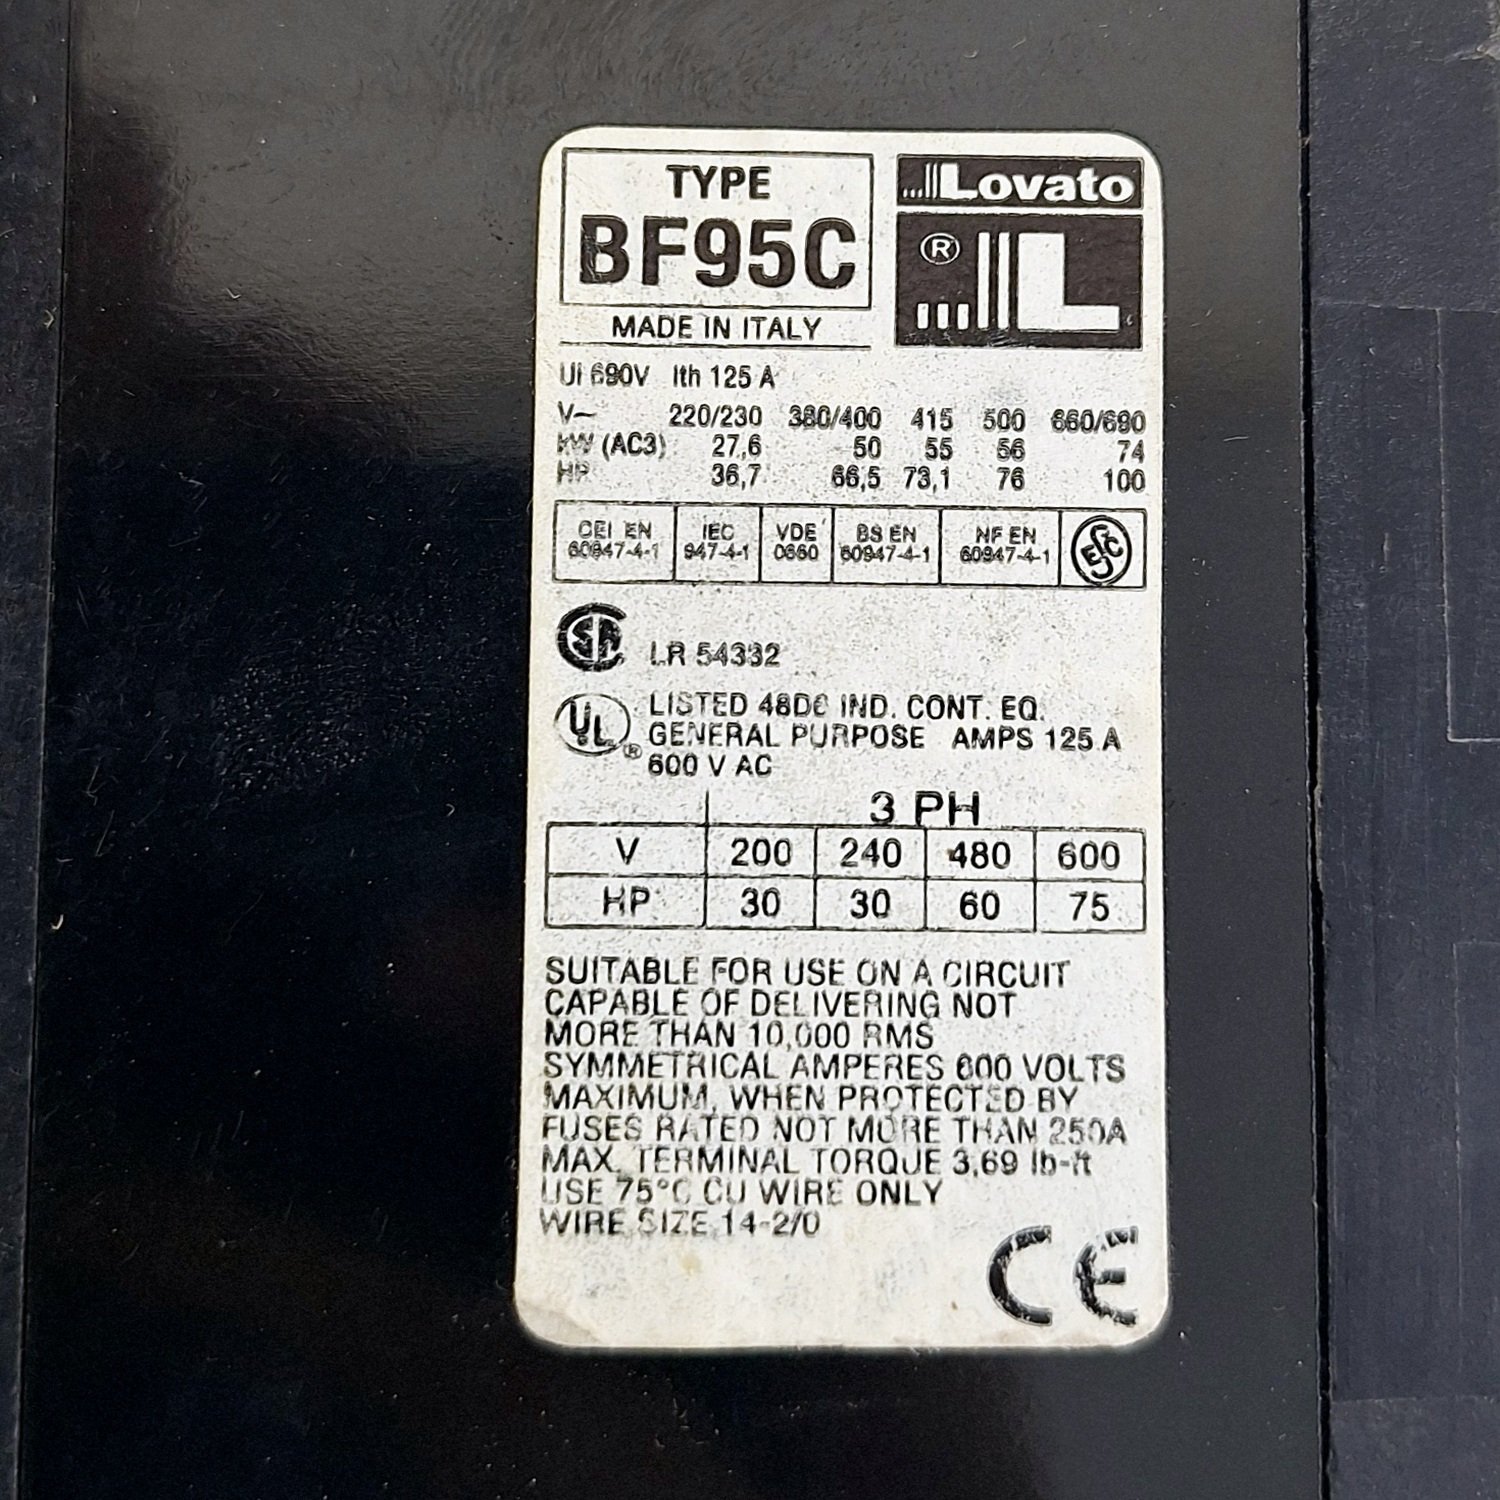 TYPE
BF95C
MADE IN ITALY
Lovato
® L
Ui 690V Ith 125 A
V~ 220/230 380/400 415 500 660/690
kW (AC3) 27,6 50 55 56 74
HP 36,7 66,5 73,1 76 100
CEI EN IEC VDE BS EN NF EN
60947-4-1 947-4-1 0660 60947-4-1 60947-4-1
ESC
CSA LR 54332
UL ® LISTED 48D6 IND. CONT. EQ.
GENERAL PURPOSE AMPS 125 A
600 V AC
3 PH
V 200 240 480 600
HP 30 30 60 75
SUITABLE FOR USE ON A CIRCUIT
CAPABLE OF DELIVERING NOT
MORE THAN 10,000 RMS
SYMMETRICAL AMPERES 600 VOLTS
MAXIMUM, WHEN PROTECTED BY
FUSES RATED NOT MORE THAN 250A
MAX. TERMINAL TORQUE 3,69 lb-ft
USE 75°C CU WIRE ONLY
WIRE SIZE 14-2/0
CE